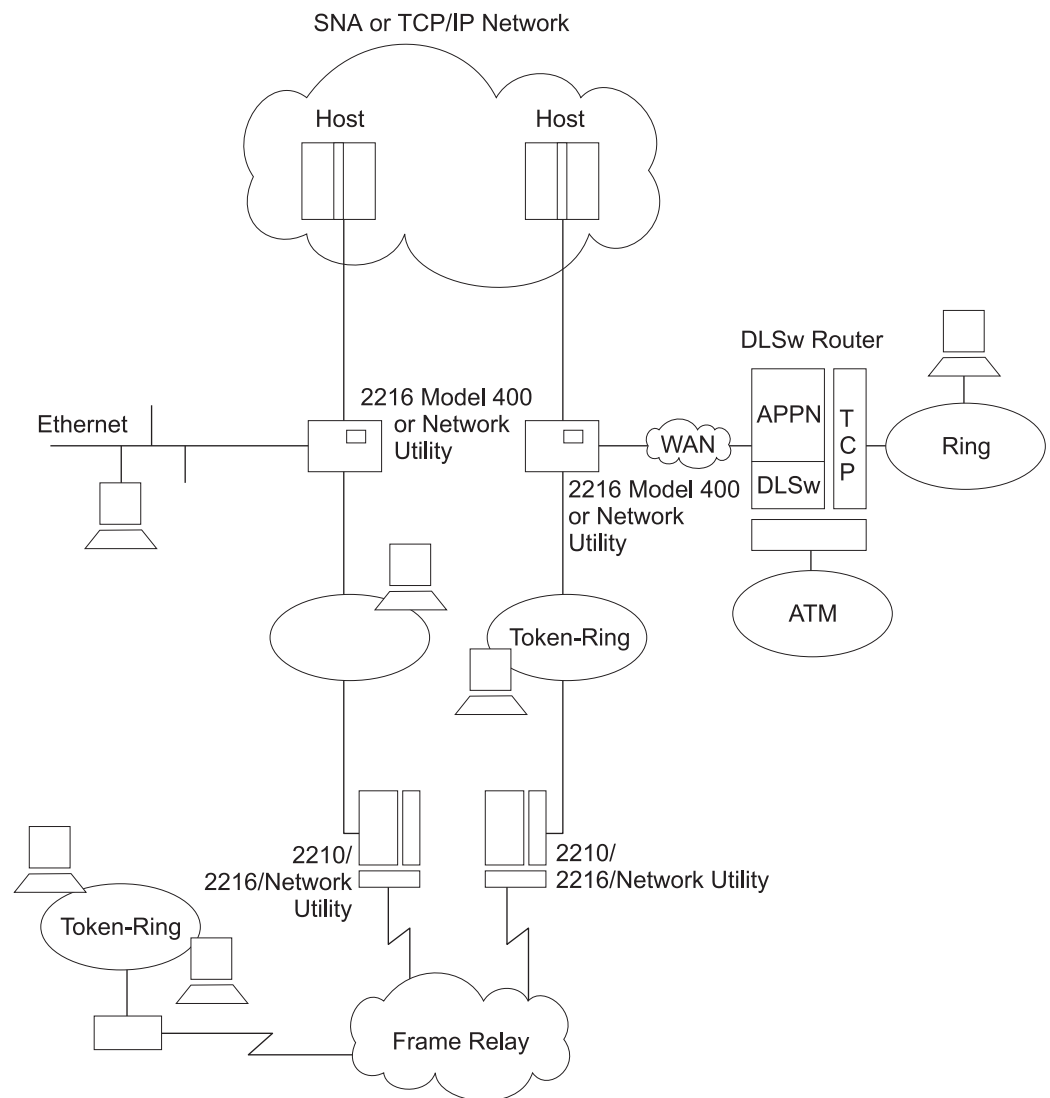 SNA or TCP/IP Network
Host
Host
DLSw Router
2216 Model 400
or Network
Utility
Ethernet
APPN
TCP
WAN
Ring
DLSw
2216 Model 400
or Network
Utility
ATM
Token-Ring
2210/
2216/Network
Utility
2210/
2216/Network Utility
Token-Ring
Frame Relay